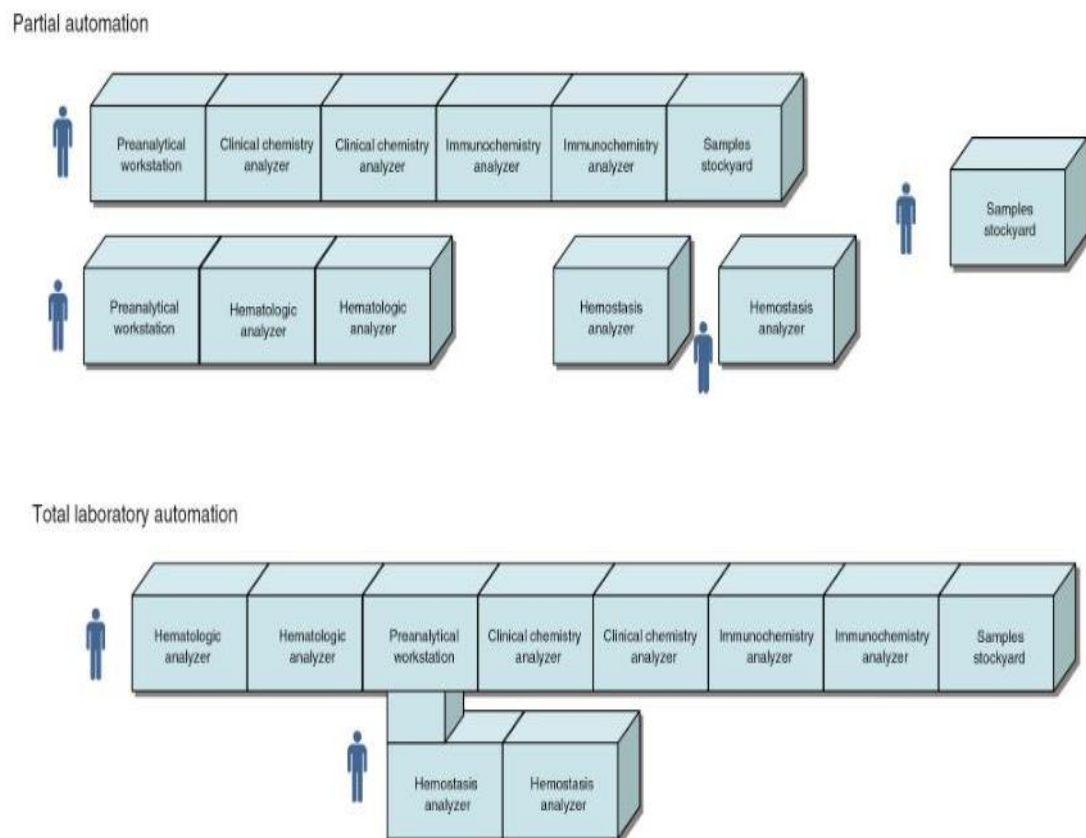 Partial automation
Preanalytical
workstation
Clinical chemistry
analyzer
Clinical chemistry
analyzer
Immunochemistry
analyzer
Immunochemistry
analyzer
Samples
stockyard
Samples
stockyard
Preanalytical
workstation
Hematologic
analyzer
Hematologic
analyzer
Hemostasis
analyzer
Hemostasis
analyzer
Total laboratory automation
Hematologic
analyzer
Hematologic
analyzer
Preanalytical
workstation
Clinical chemistry
analyzer
Clinical chemistry
analyzer
Immunochemistry
analyzer
Immunochemistry
analyzer
Samples
stockyard
Hemostasis
analyzer
Hemostasis
analyzer